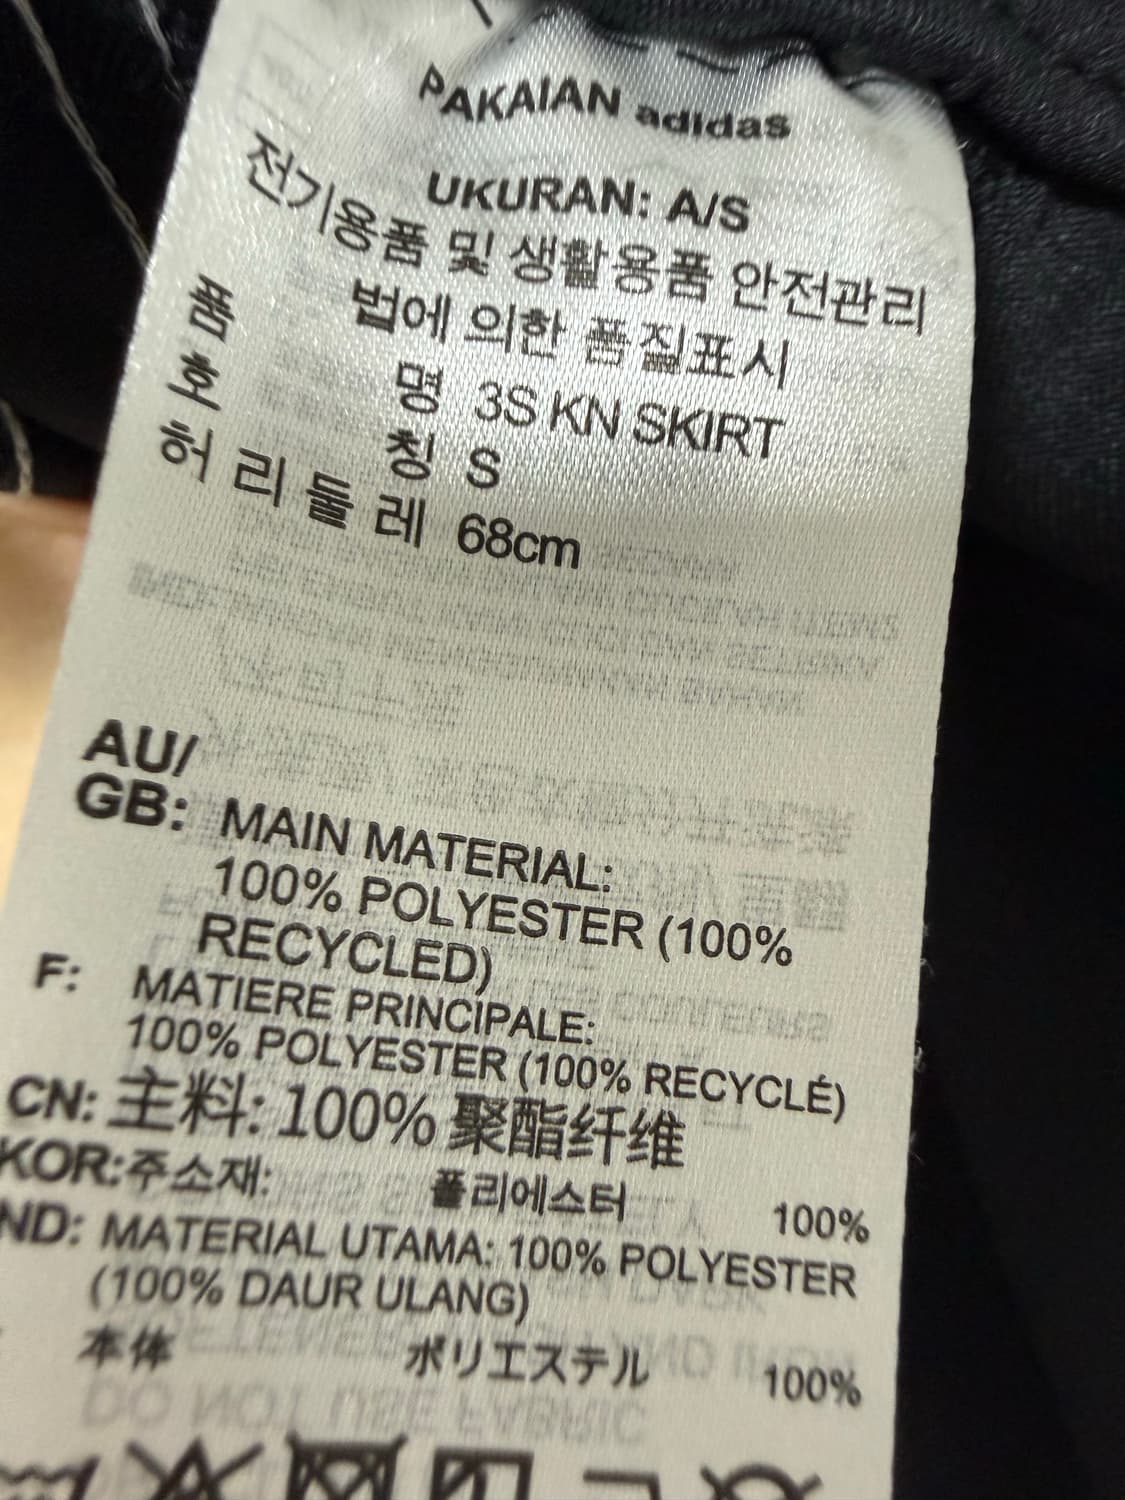 PAKAIAN adidas
UKURAN: A/S
전기용품 및 생활용품 안전관리
법에 의한 품질표시
품 명 3S KN SKIRT
호 칭 S
허 리 둘 레 68cm
AU/
GB: MAIN MATERIAL:
100% POLYESTER (100%
RECYCLED)
F: MATIERE PRINCIPALE:
100% POLYESTER (100% RECYCLÉ)
CN: 主料: 100% 聚酯纤维
KOR:주소재: 폴리에스터 100%
ND: MATERIAL UTAMA: 100% POLYESTER
(100% DAUR ULANG)
本体 ポリエステル 100%